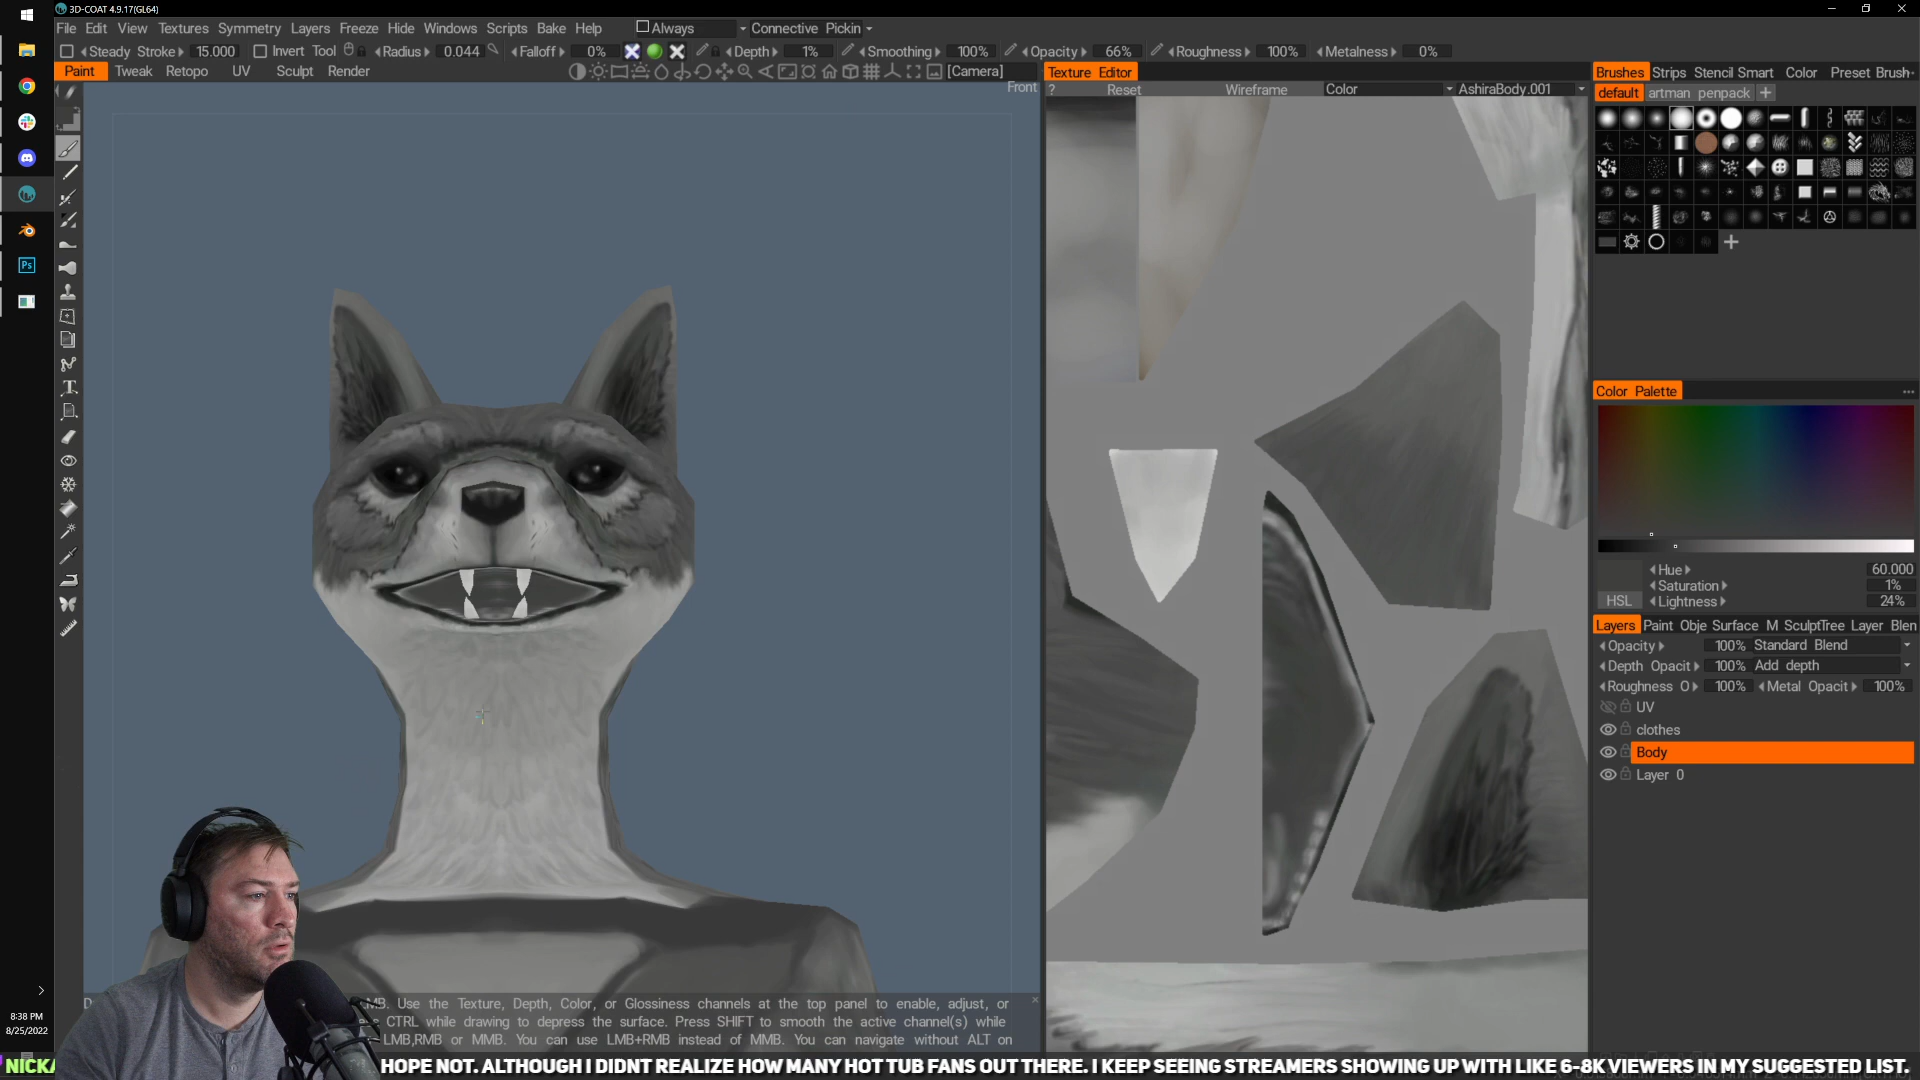 3D-COAT 4.9.17(GL64)
File Edit View Textures Symmetry Layers Freeze Hide Windows Scripts Bake Help Always Connective Pickin
Steady Stroke 15.000 Invert Tool Radius 0.044 Falloff 0% Depth 1% Smoothing 100% Opacity 66% Roughness 100% Metalness 0%
Paint Tweak Retopo UV Sculpt Render [Camera]
Front
Texture Editor
? Reset Wireframe Color AshiraBody.001
Brushes Strips Stencil Smart Color Preset Brush
default artman penpack
Color Palette
Hue 60.000
Saturation 1%
HSL Lightness 24%
Layers Paint Obje Surface M SculptTree Layer Blen
Opacity 100% Standard Blend
Depth Opacit 100% Add depth
Roughness O 100% Metal Opacit 100%
UV
clothes
Body
Layer 0
Ps
MB. Use the Texture, Depth, Color, or Glossiness channels at the top panel to enable, adjust, or
CTRL while drawing to depress the surface. Press SHIFT to smooth the active channel(s) while
LMB,RMB or MMB. You can use LMB+RMB instead of MMB. You can navigate without ALT on
8:38 PM
8/25/2022
NICKA
HOPE NOT. ALTHOUGH I DIDNT REALIZE HOW MANY HOT TUB FANS OUT THERE. I KEEP SEEING STREAMERS SHOWING UP WITH LIKE 6-8K VIEWERS IN MY SUGGESTED LIST.